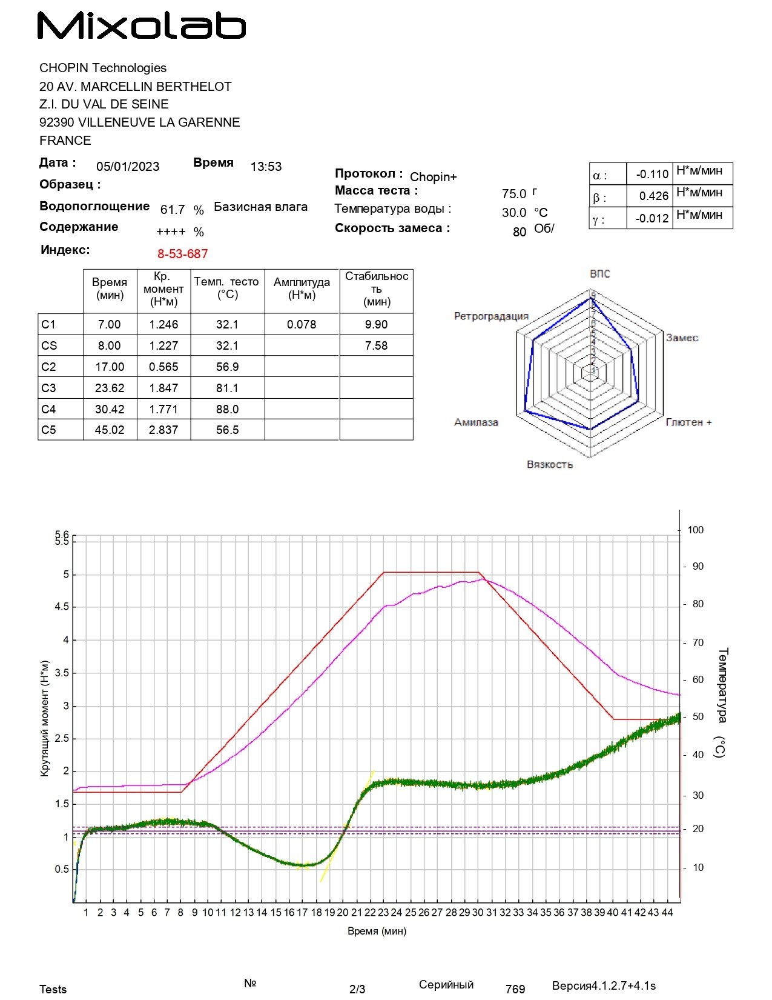 Mixolab
CHOPIN Technologies
20 AV. MARCELLIN BERTHELOT
Z.I. DU VAL DE SEINE
92390 VILLENEUVE LA GARENNE
FRANCE
Дата : 05/01/2023 Время 13:53
Образец :
Водопоглощение 61.7 % Базисная влага
Содержание ++++ %
Индекс: 8-53-687
Протокол : Chopin+
Масса теста : 75.0 г
Температура воды : 30.0 °C
Скорость замеса : 80 Об/
α : -0.110 Н*м/мин
β : 0.426 Н*м/мин
γ : -0.012 Н*м/мин
Время (мин) Кр. момент (Н*м) Темп. тесто (°C) Амплитуда (Н*м) Стабильнос ть (мин)
C1 7.00 1.246 32.1 0.078 9.90
CS 8.00 1.227 32.1 7.58
C2 17.00 0.565 56.9
C3 23.62 1.847 81.1
C4 30.42 1.771 88.0
C5 45.02 2.837 56.5
ВПС
Ретроградация
Замес
9
8
7
6
5
4
3
2
1
Амилаза
Глютен +
Вязкость
5.6
5.5
5
4.5
4
3.5
3
2.5
2
1.5
1
0.5
Крутящий момент (Н*м)
100
90
80
70
60
50
40
30
20
10
Температура (°C)
1 2 3 4 5 6 7 8 9 10 11 12 13 14 15 16 17 18 19 20 21 22 23 24 25 26 27 28 29 30 31 32 33 34 35 36 37 38 39 40 41 42 43 44
Время (мин)
Tests № 2/3 Серийный 769 Версия4.1.2.7+4.1s